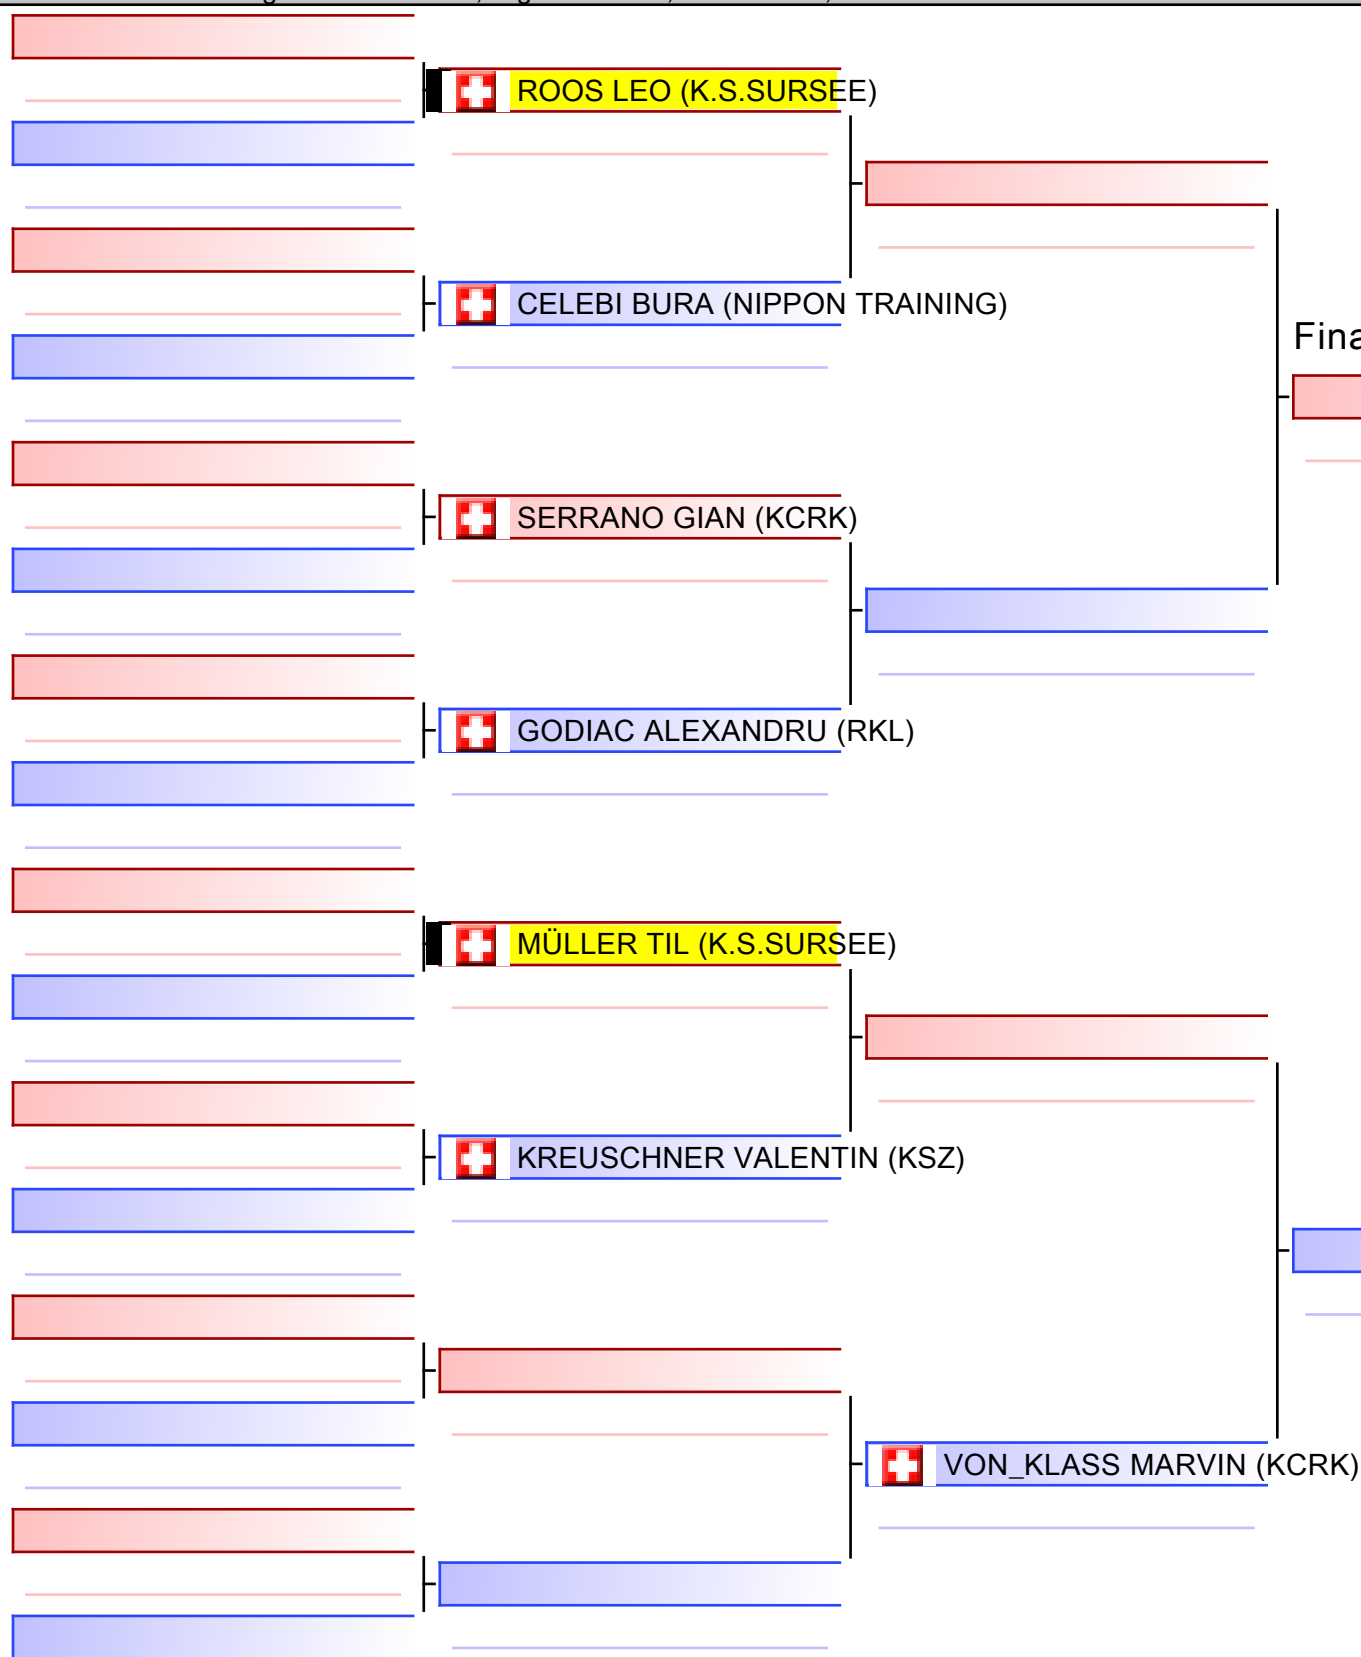 ROOS LEO (K.S.SURSEE)
CELEBI BURA (NIPPON TRAINING)
Fina
SERRANO GIAN (KCRK)
GODIAC ALEXANDRU (RKL)
MÜLLER TIL (K.S.SURSEE)
KREUSCHNER VALENTIN (KSZ)
VON_KLASS MARVIN (KCRK)